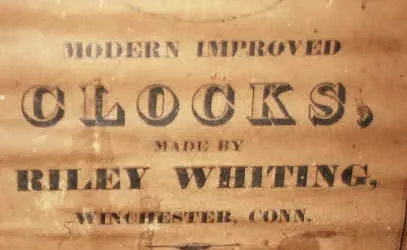 MODERN IMPROVED
CLOCKS,
MADE BY
RILEY WHITING,
WINCHESTER, CONN.